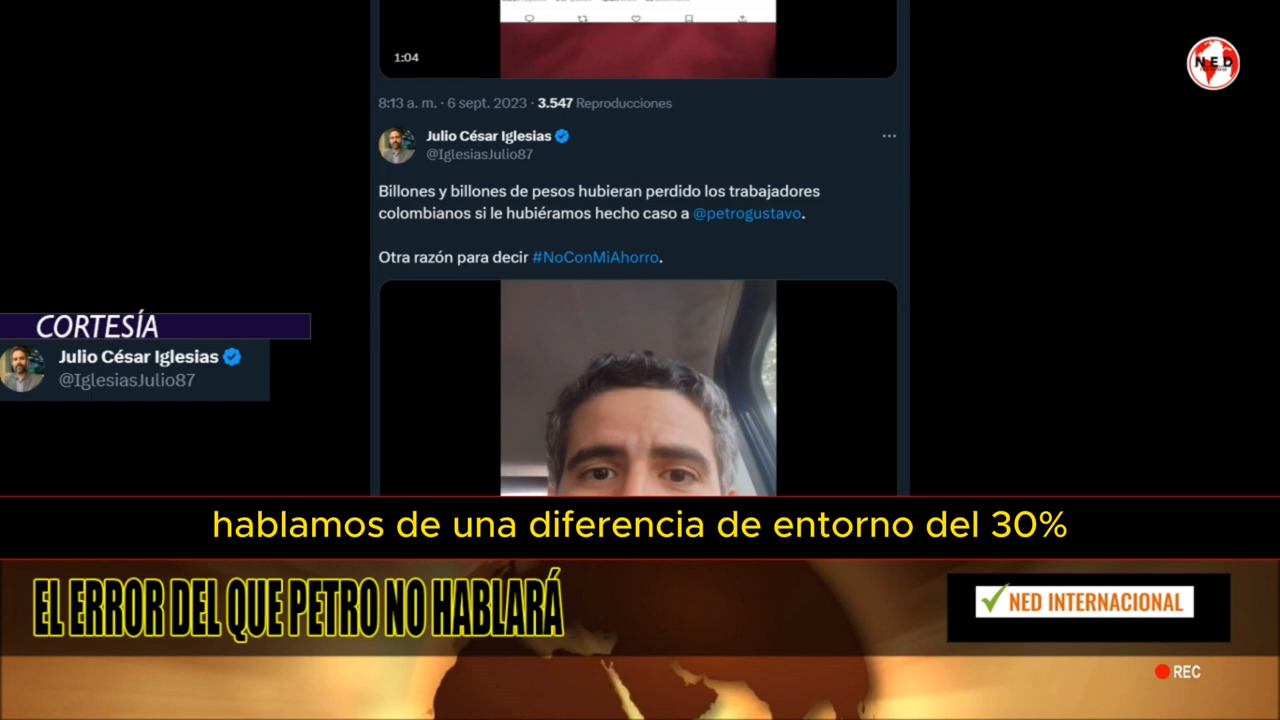 1:04
NED
8:13 a. m. · 6 sept. 2023 · 3.547 Reproducciones
Julio César Iglesias
@IglesiasJulio87
Billones y billones de pesos hubieran perdido los trabajadores
colombianos si le hubiéramos hecho caso a @petrogustavo.
Otra razón para decir #NoConMiAhorro.
CORTESÍA
Julio César Iglesias
@IglesiasJulio87
hablamos de una diferencia de entorno del 30%
EL ERROR DEL QUE PETRO NO HABLARÁ
NED INTERNACIONAL
REC